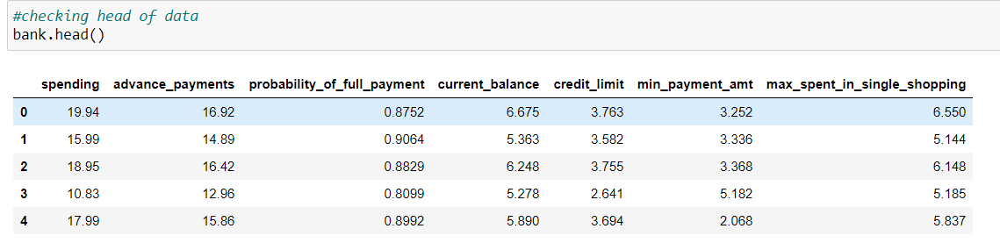 #checking head of data
bank.head()
spending advance_payments probability_of_full_payment current_balance credit_limit min_payment_amt max_spent_in_single_shopping
0 19.94 16.92 0.8752 6.675 3.763 3.252 6.550
1 15.99 14.89 0.9064 5.363 3.582 3.336 5.144
2 18.95 16.42 0.8829 6.248 3.755 3.368 6.148
3 10.83 12.96 0.8099 5.278 2.641 5.182 5.185
4 17.99 15.86 0.8992 5.890 3.694 2.068 5.837